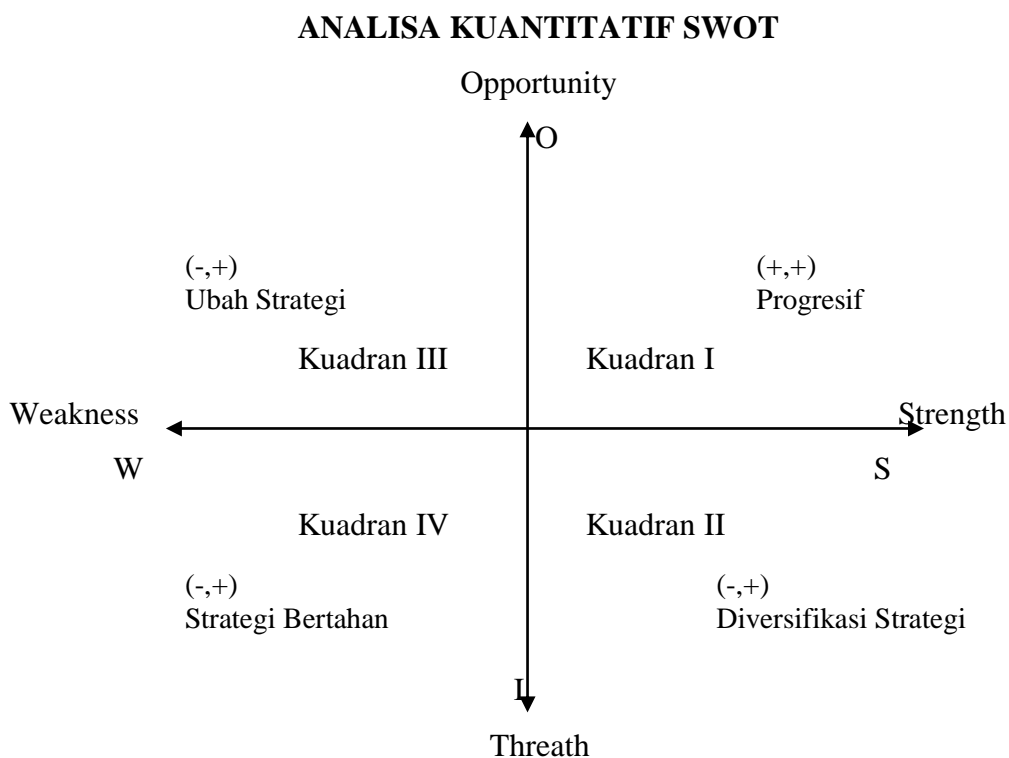 ANALISA KUANTITATIF SWOT
Opportunity
O
(-,+)
Ubah Strategi
(+,+)
Progresif
Kuadran III
Kuadran I
Weakness
Strength
W
S
Kuadran IV
Kuadran II
(-,+)
Strategi Bertahan
(-,+)
Diversifikasi Strategi
Threath